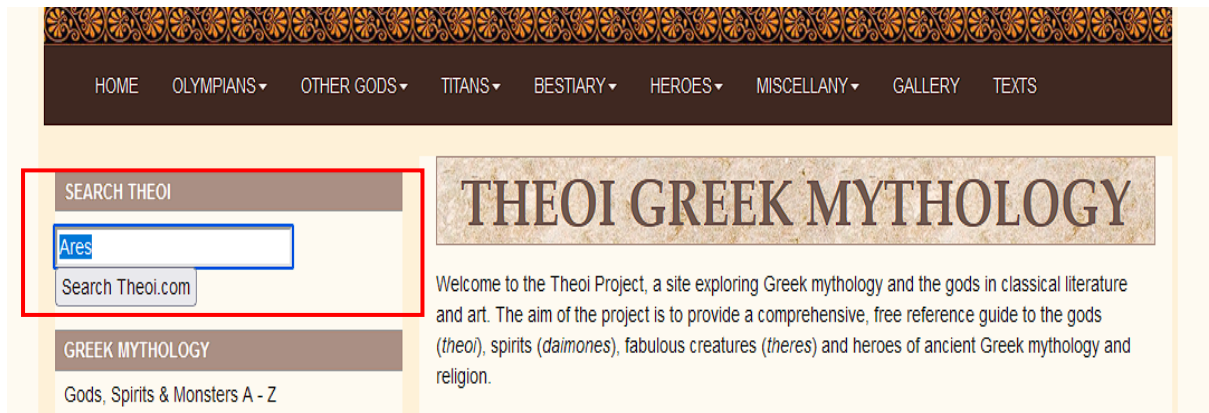 HOME OLYMPIANS OTHER GODS TITANS BESTIARY HEROES MISCELLANY GALLERY TEXTS
SEARCH THEOI
Ares
Search Theoi.com
GREEK MYTHOLOGY
Gods, Spirits & Monsters A - Z
THEOI GREEK MYTHOLOGY
Welcome to the Theoi Project, a site exploring Greek mythology and the gods in classical literature
and art. The aim of the project is to provide a comprehensive, free reference guide to the gods
(theoi), spirits (daimones), fabulous creatures (theres) and heroes of ancient Greek mythology and
religion.